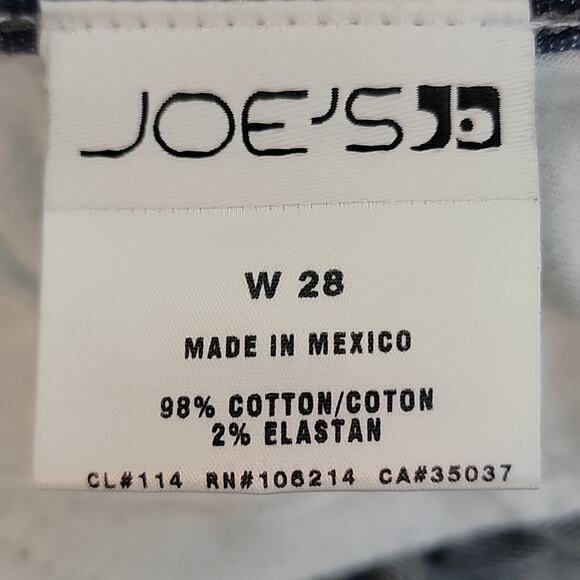 JOE'S
W 28
MADE IN MEXICO
98% COTTON/COTON
2% ELASTAN
CL#114 RN#106214 CA#35037